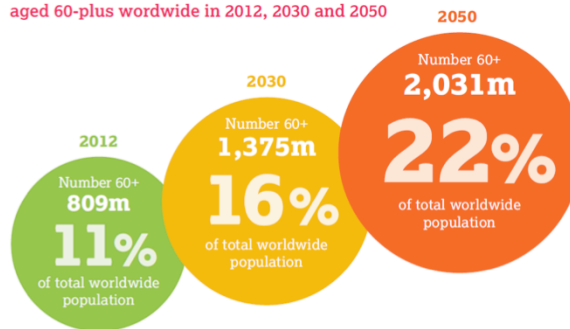 aged 60-plus wordwide in 2012, 2030 and 2050
2012
Number 60+
809m
11%
of total worldwide
population
2030
Number 60+
1,375m
16%
of total worldwide
population
2050
Number 60+
2,031m
22%
of total worldwide
population